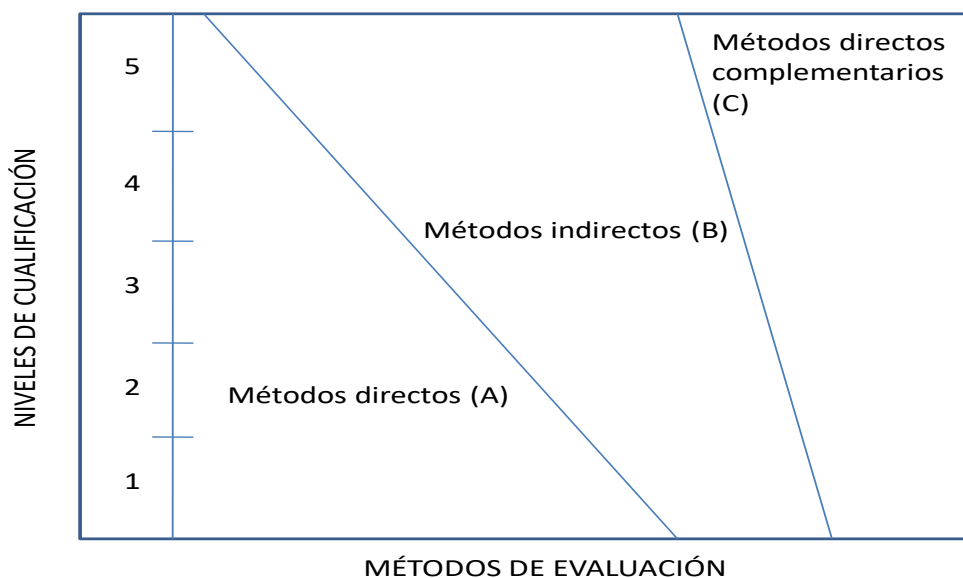 NIVELES DE CUALIFICACIÓN
5
4
3
2
1
Métodos directos
complementarios
(C)
Métodos indirectos (B)
Métodos directos (A)
MÉTODOS DE EVALUACIÓN